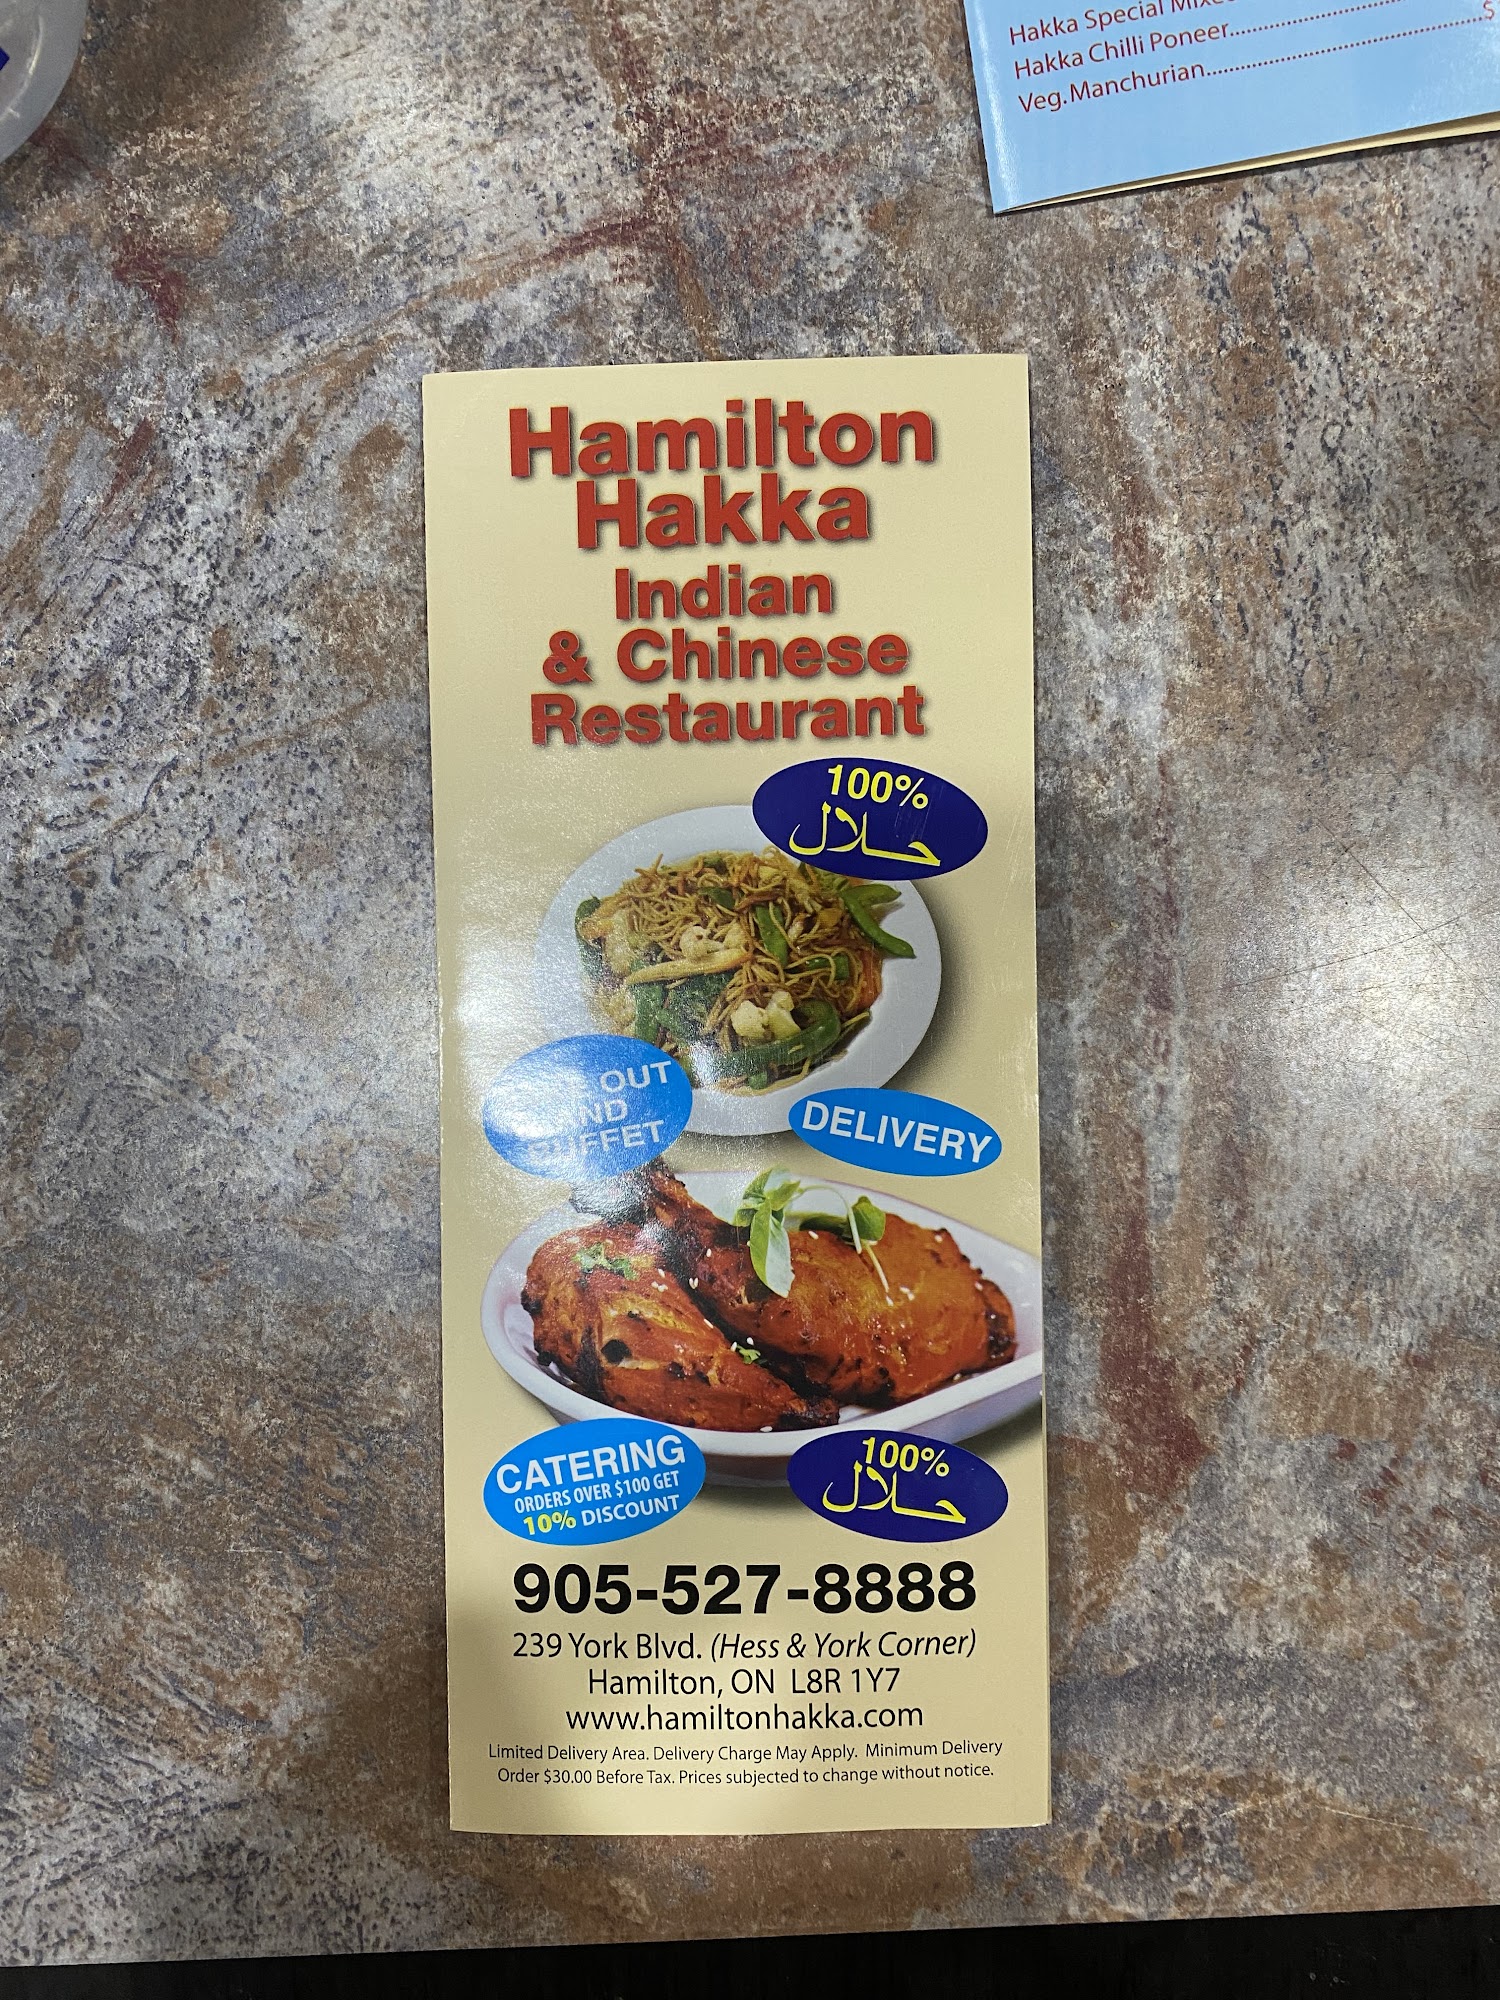 Hakka Special
Hakka Chilli Poneer
Veg. Manchurian
Hamilton
Hakka
Indian
& Chinese
Restaurant
100%
حلال
OUT
BUFFET
DELIVERY
CATERING
ORDERS OVER $100 GET
10% DISCOUNT
100%
حلال
905-527-8888
239 York Blvd. (Hess & York Corner)
Hamilton, ON L8R 1Y7
www.hamiltonhakka.com
Limited Delivery Area. Delivery Charge May Apply. Minimum Delivery
Order $30.00 Before Tax. Prices subjected to change without notice.